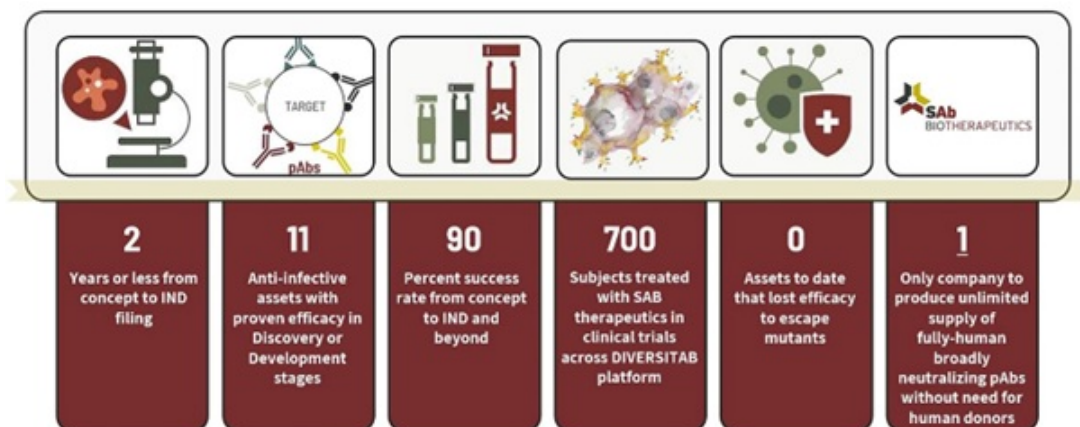 TARGET
pAbs
SAb
BIOTHERAPEUTICS
2
Years or less from
concept to IND
filing
11
Anti-infective
assets with
proven efficacy in
Discovery or
Development
stages
90
Percent success
rate from concept
to IND and
beyond
700
Subjects treated
with SAB
therapeutics in
clinical trials
across DIVERSITAB
platform
0
Assets to date
that lost efficacy
to escape
mutants
1
Only company to
produce unlimited
supply of
fully-human
broadly
neutralizing pAbs
without need for
human donors